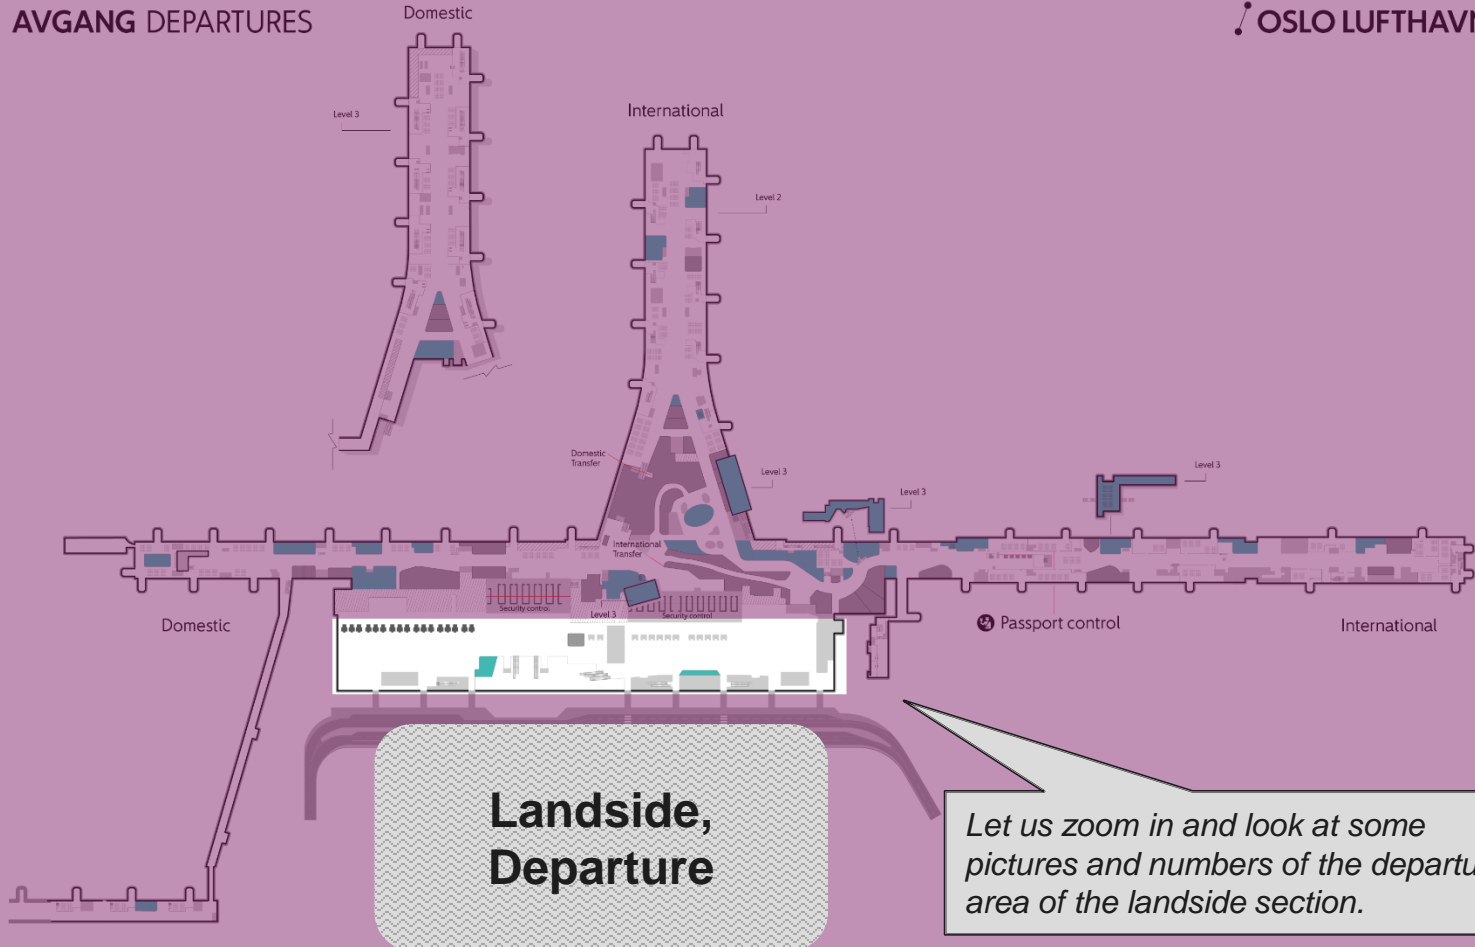 AVGANG DEPARTURES
Domestic
OSLO LUFTHAVN
Level 3
International
Level 2
Domestic
Transfer
Level 3
Level 3
Level 3
International
Transfer
Security control
Level 3
Security control
Domestic
Passport control
International
Landside,
Departure
Let us zoom in and look at some
pictures and numbers of the departu
area of the landside section.